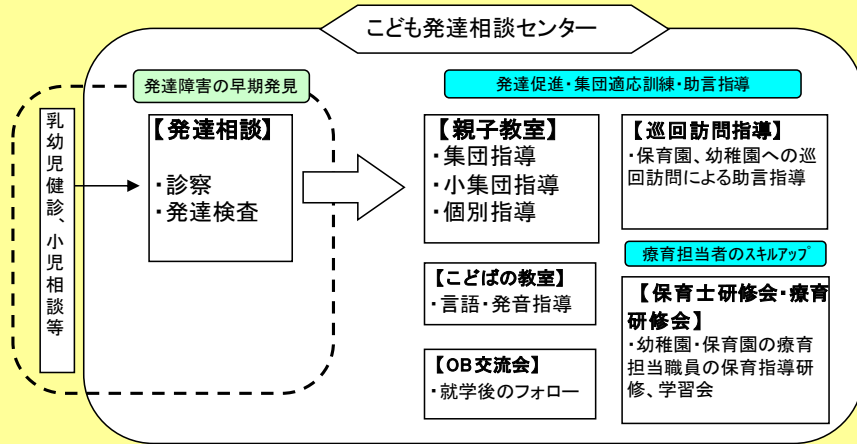 こども発達相談センター
発達障害の早期発見
発達促進・集団適応訓練・助言指導
乳幼児健診、小児相談等
【発達相談】
・診察
・発達検査
【親子教室】
・集団指導
・小集団指導
・個別指導
【巡回訪問指導】
・保育園、幼稚園への巡
回訪問による助言指導
【こどばの教室】
・言語・発音指導
療育担当者のスキルアップ
【保育士研修会・療育
研修会】
・幼稚園・保育園の療育
担当職員の保育指導研
修、学習会
【OB交流会】
・就学後のフォロー